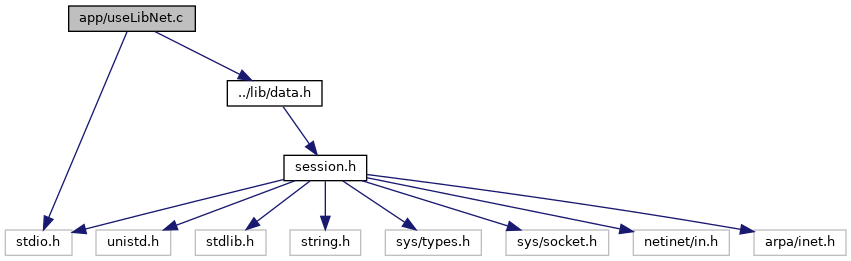 app/useLibNet.c
../lib/data.h
session.h
stdio.h
unistd.h
stdlib.h
string.h
sys/types.h
sys/socket.h
netinet/in.h
arpa/inet.h